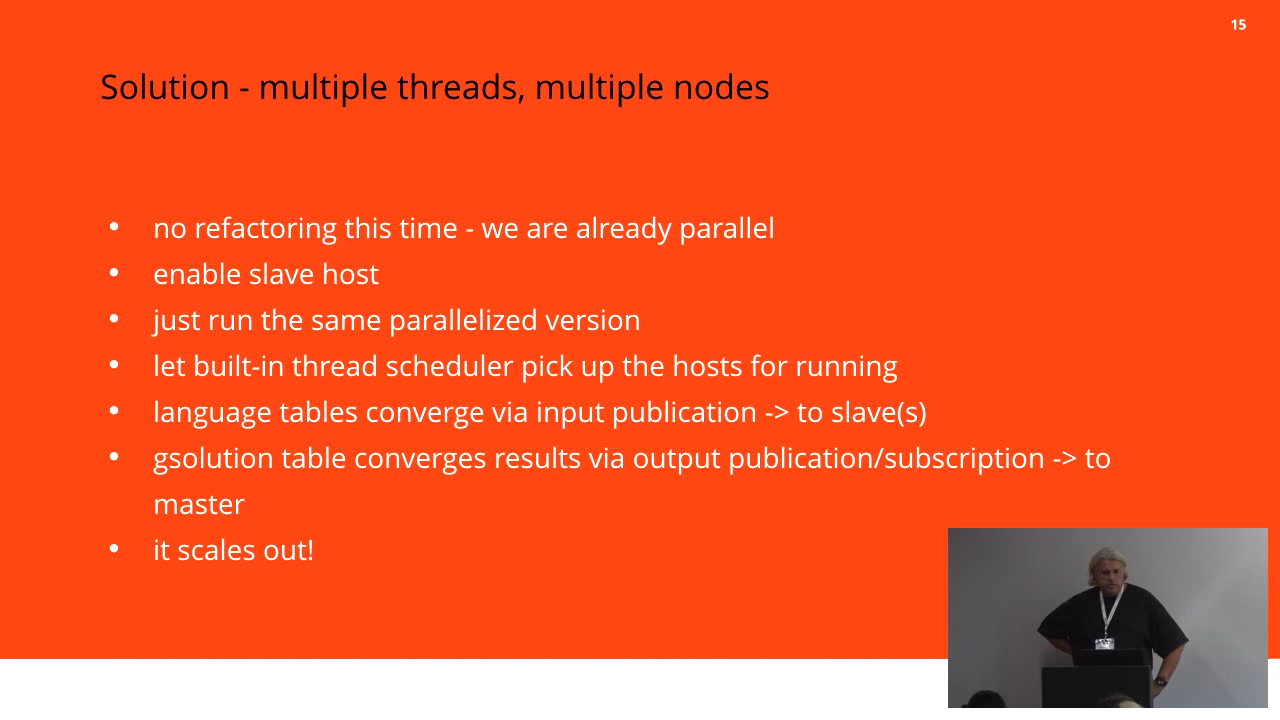 15
Solution - multiple threads, multiple nodes
• no refactoring this time - we are already parallel
• enable slave host
• just run the same parallelized version
• let built-in thread scheduler pick up the hosts for running
• language tables converge via input publication -> to slave(s)
• gsolution table converges results via output publication/subscription -> to
master
• it scales out!